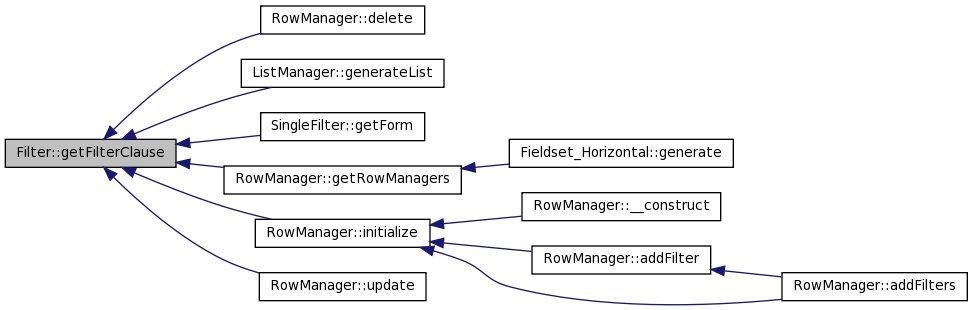 RowManager::delete
ListManager::generateList
SingleFilter::getForm
Filter::getFilterClause
Fieldset_Horizontal::generate
RowManager::getRowManagers
RowManager::__construct
RowManager::initialize
RowManager::addFilter
RowManager::update
RowManager::addFilters